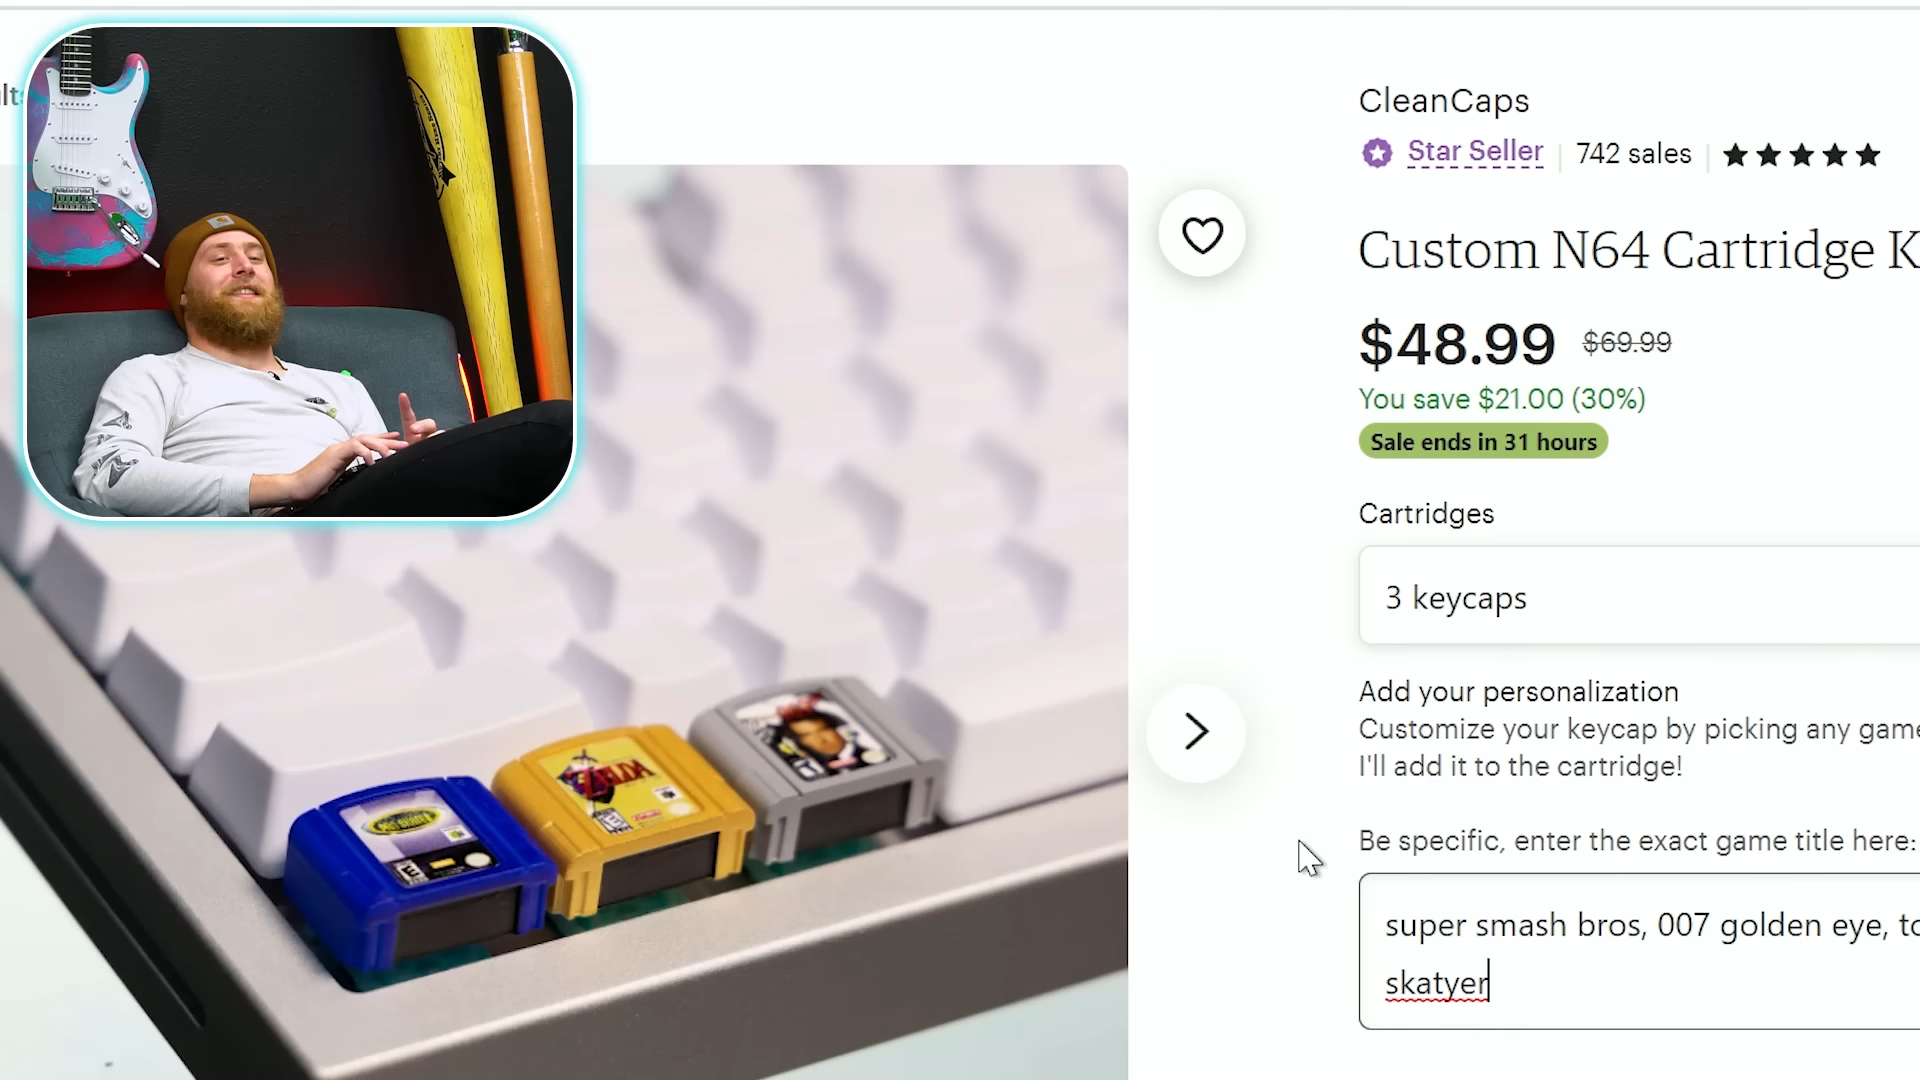 CleanCaps
Star Seller
742 sales
Custom N64 Cartridge K
$48.99
$69.99
You save $21.00 (30%)
Sale ends in 31 hours
Cartridges
3 keycaps
Add your personalization
Customize your keycap by picking any game
I'll add it to the cartridge!
Be specific, enter the exact game title here:
super smash bros, 007 golden eye, to
skatyer
ZELDA